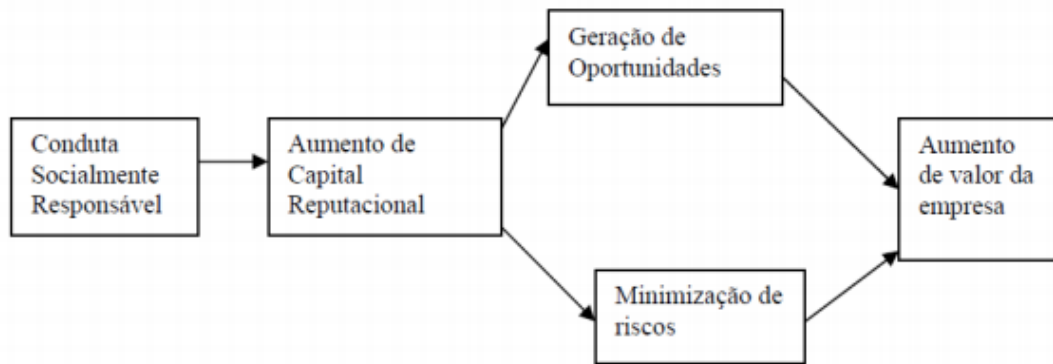 Conduta
Socialmente
Responsável
Aumento de
Capital
Reputacional
Geração de
Oportunidades
Minimização de
riscos
Aumento
de valor da
empresa